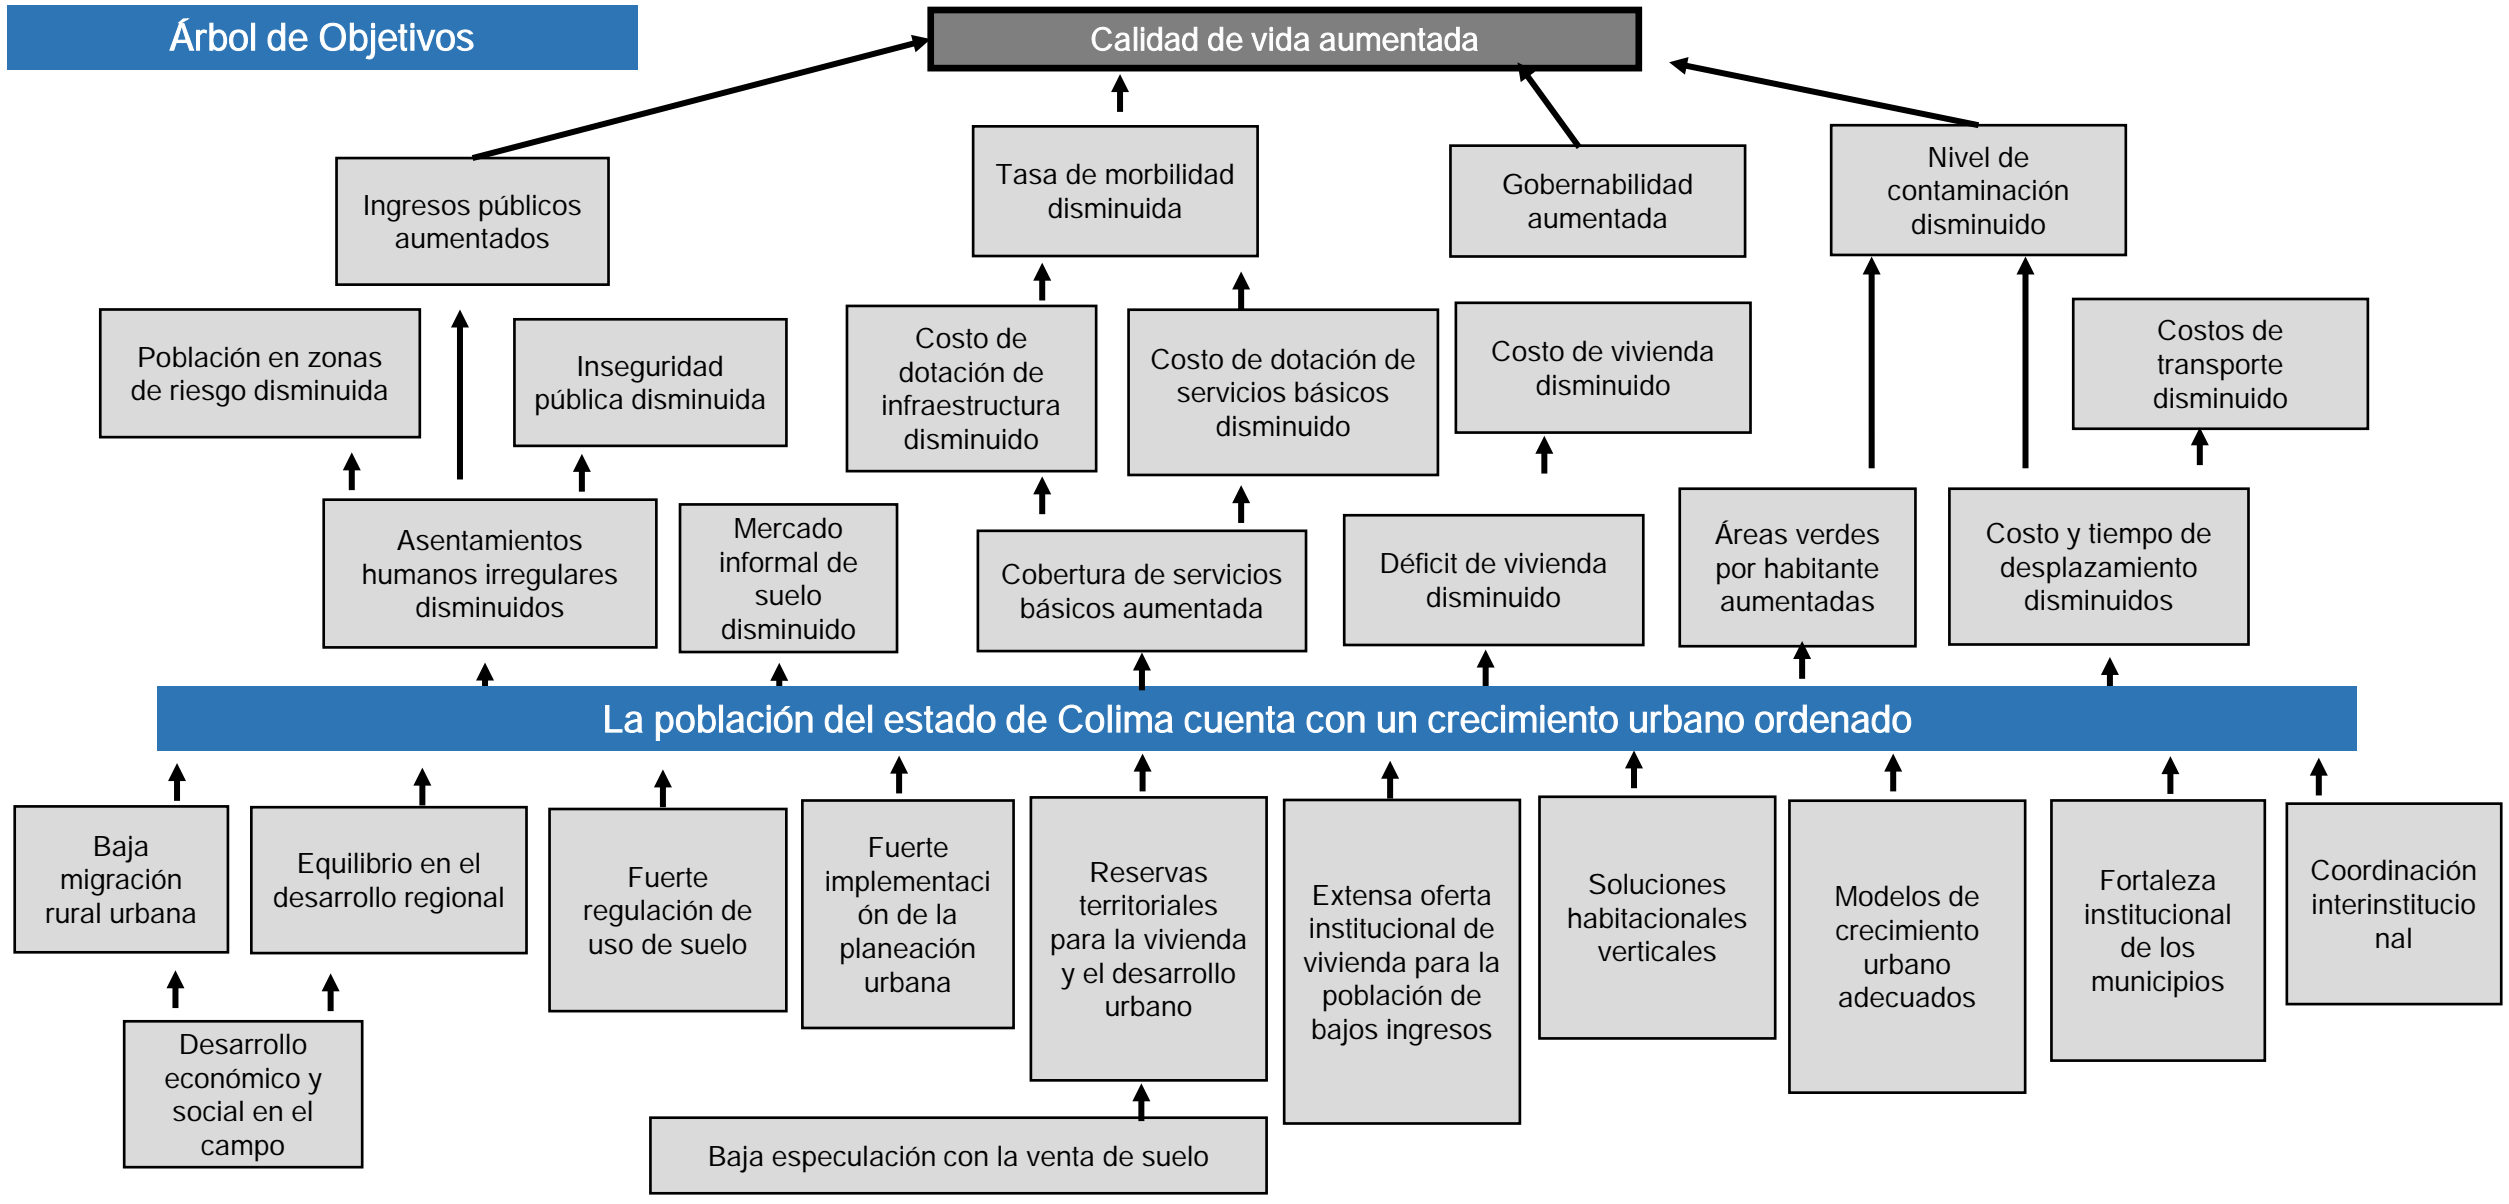 Árbol de Objetivos
Calidad de vida aumentada
Ingresos públicos
aumentados
Tasa de morbilidad
disminuida
Gobernabilidad
aumentada
Nivel de
contaminación
disminuido
Población en zonas
de riesgo disminuida
Inseguridad
pública disminuida
Costo de
dotación de
infraestructura
disminuido
Costo de dotación de
servicios básicos
disminuido
Costo de vivienda
disminuido
Costos de
transporte
disminuido
Asentamientos
humanos irregulares
disminuidos
Mercado
informal de
suelo
disminuido
Cobertura de servicios
básicos aumentada
Déficit de vivienda
disminuido
Áreas verdes
por habitante
aumentadas
Costo y tiempo de
desplazamiento
disminuidos
La población del estado de Colima cuenta con un crecimiento urbano ordenado
Baja
migración
rural urbana
Equilibrio en el
desarrollo regional
Fuerte
regulación de
uso de suelo
Fuerte
implementaci
ón de la
planeación
urbana
Reservas
territoriales
para la vivienda
y el desarrollo
urbano
Extensa oferta
institucional de
vivienda para la
población de
bajos ingresos
Soluciones
habitacionales
verticales
Modelos de
crecimiento
urbano
adecuados
Fortaleza
institucional
de los
municipios
Coordinación
interinstitucio
nal
Desarrollo
económico y
social en el
campo
Baja especulación con la venta de suelo